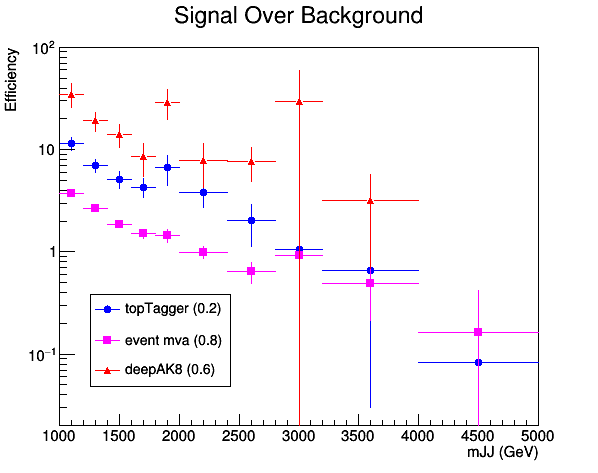 Signal Over Background
Efficiency
10²
10
1
10⁻¹
topTagger (0.2)
event mva (0.8)
deepAK8 (0.6)
1000 1500 2000 2500 3000 3500 4000 4500 5000
mJJ (GeV)